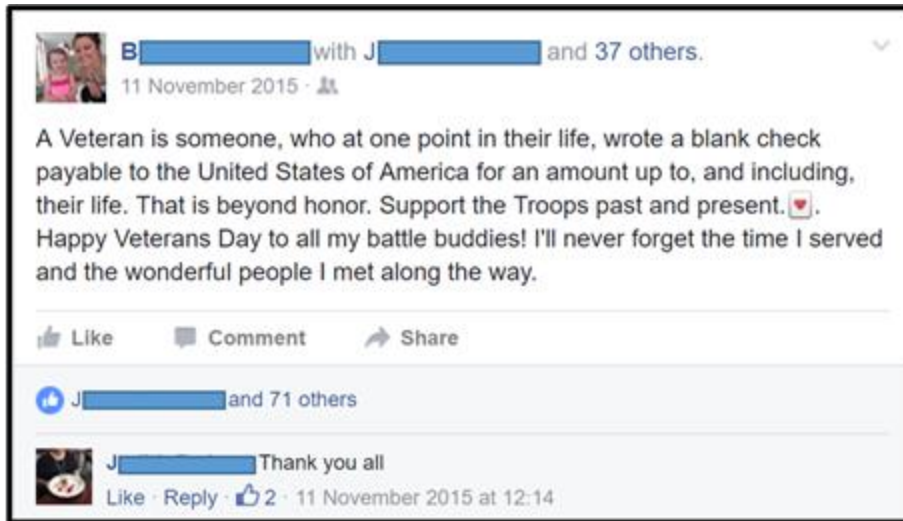 B with J and 37 others.
11 November 2015 ·
A Veteran is someone, who at one point in their life, wrote a blank check
payable to the United States of America for an amount up to, and including,
their life. That is beyond honor. Support the Troops past and present. .
Happy Veterans Day to all my battle buddies! I'll never forget the time I served
and the wonderful people I met along the way.
Like Comment Share
J and 71 others
J Thank you all
Like · Reply · 2 · 11 November 2015 at 12:14